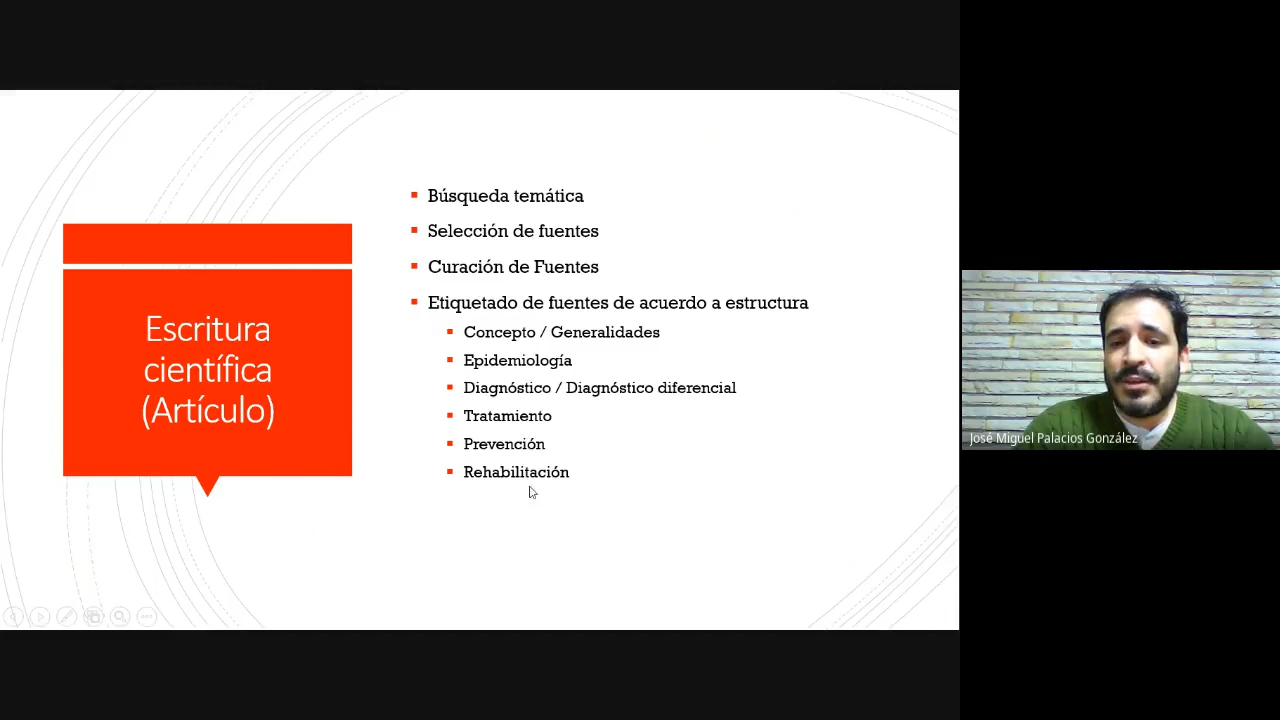 Escritura
científica
(Artículo)
Búsqueda temática
Selección de fuentes
Curación de Fuentes
Etiquetado de fuentes de acuerdo a estructura
Concepto / Generalidades
Epidemiología
Diagnóstico / Diagnóstico diferencial
Tratamiento
Prevención
Rehabilitación
José Miguel Palacios González